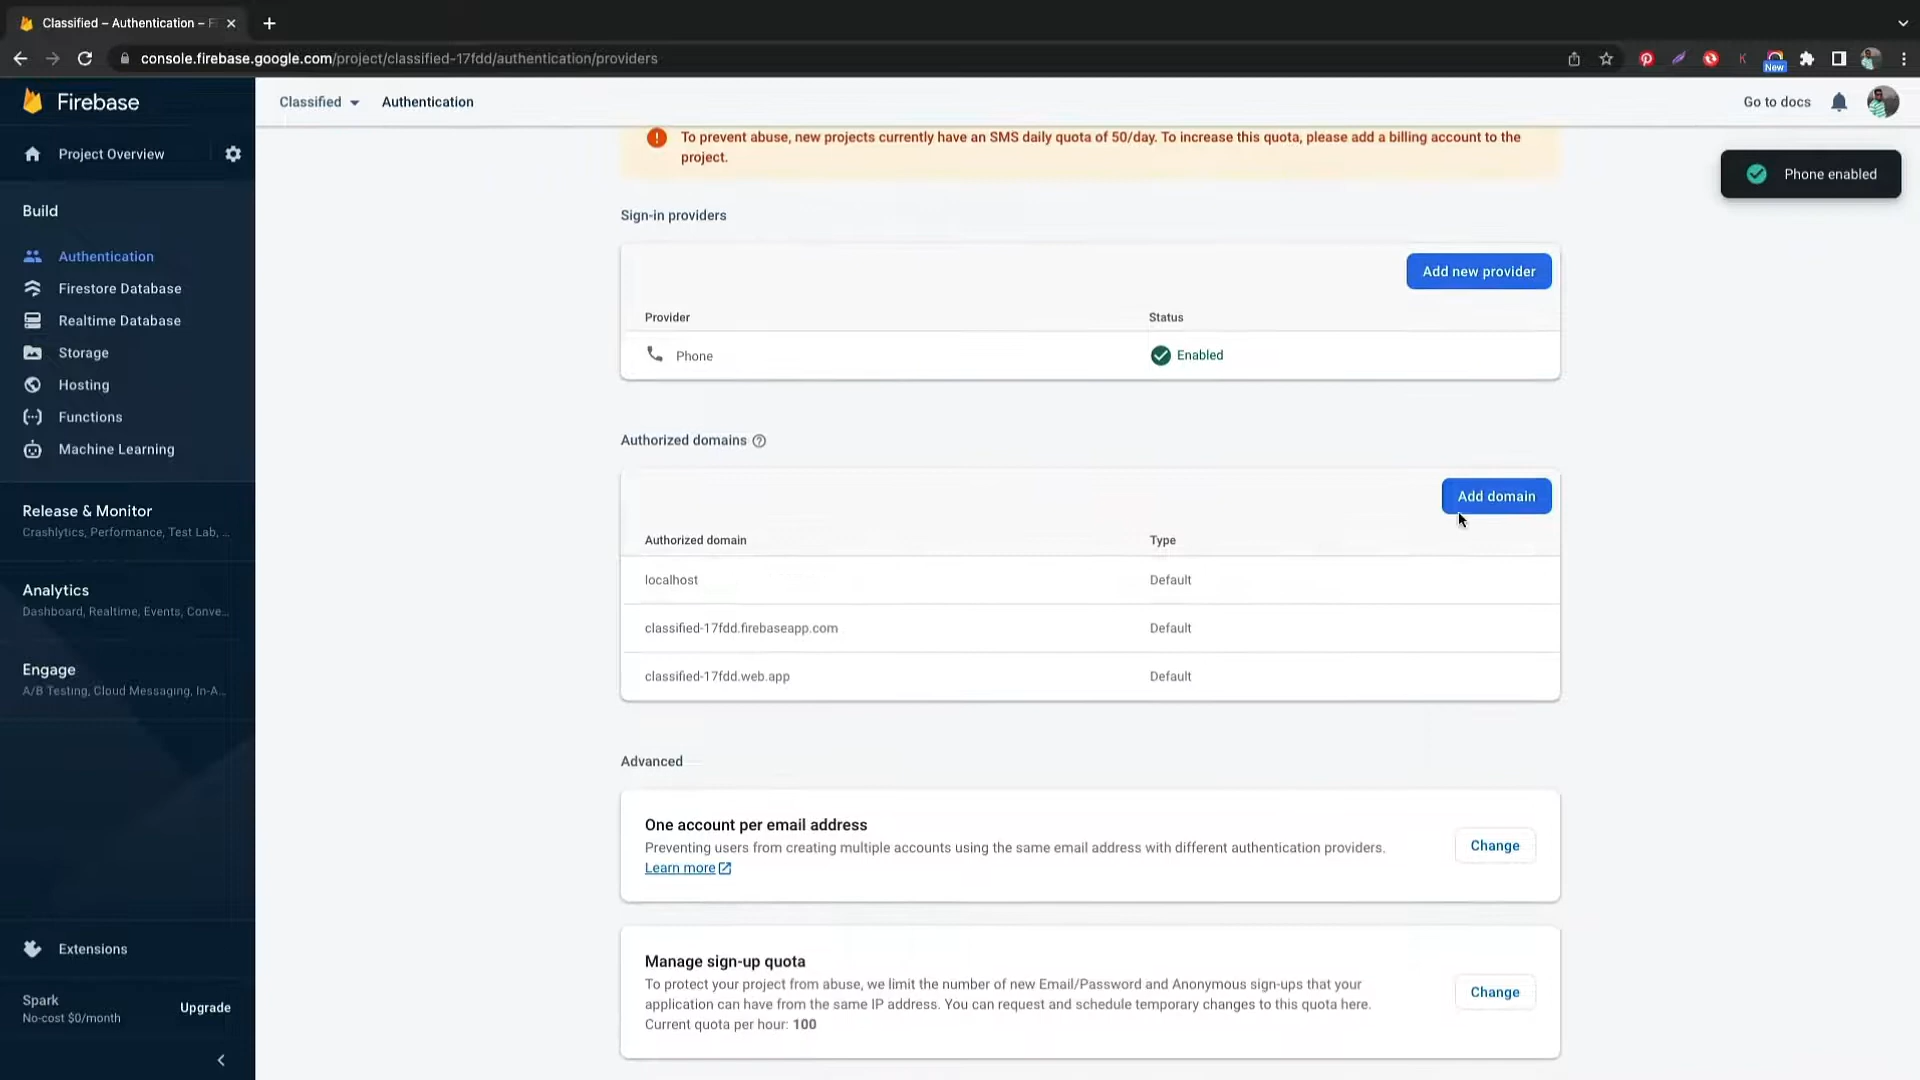 Classified – Authentication – F
console.firebase.google.com/project/classified-17fdd/authentication/providers
K
New
Firebase
Classified
Authentication
Go to docs
Project Overview
To prevent abuse, new projects currently have an SMS daily quota of 50/day. To increase this quota, please add a billing account to the
project.
Phone enabled
Build
Authentication
Firestore Database
Realtime Database
Storage
Hosting
Functions
Machine Learning
Release & Monitor
Crashlytics, Performance, Test Lab, ...
Analytics
Dashboard, Realtime, Events, Conve...
Engage
A/B Testing, Cloud Messaging, In-A...
Extensions
Spark
No-cost $0/month
Upgrade
Sign-in providers
Add new provider
Provider
Status
Phone
Enabled
Authorized domains
Add domain
Authorized domain
Type
localhost
Default
classified-17fdd.firebaseapp.com
Default
classified-17fdd.web.app
Default
Advanced
One account per email address
Preventing users from creating multiple accounts using the same email address with different authentication providers.
Learn more
Change
Manage sign-up quota
To protect your project from abuse, we limit the number of new Email/Password and Anonymous sign-ups that your
application can have from the same IP address. You can request and schedule temporary changes to this quota here.
Current quota per hour: 100
Change